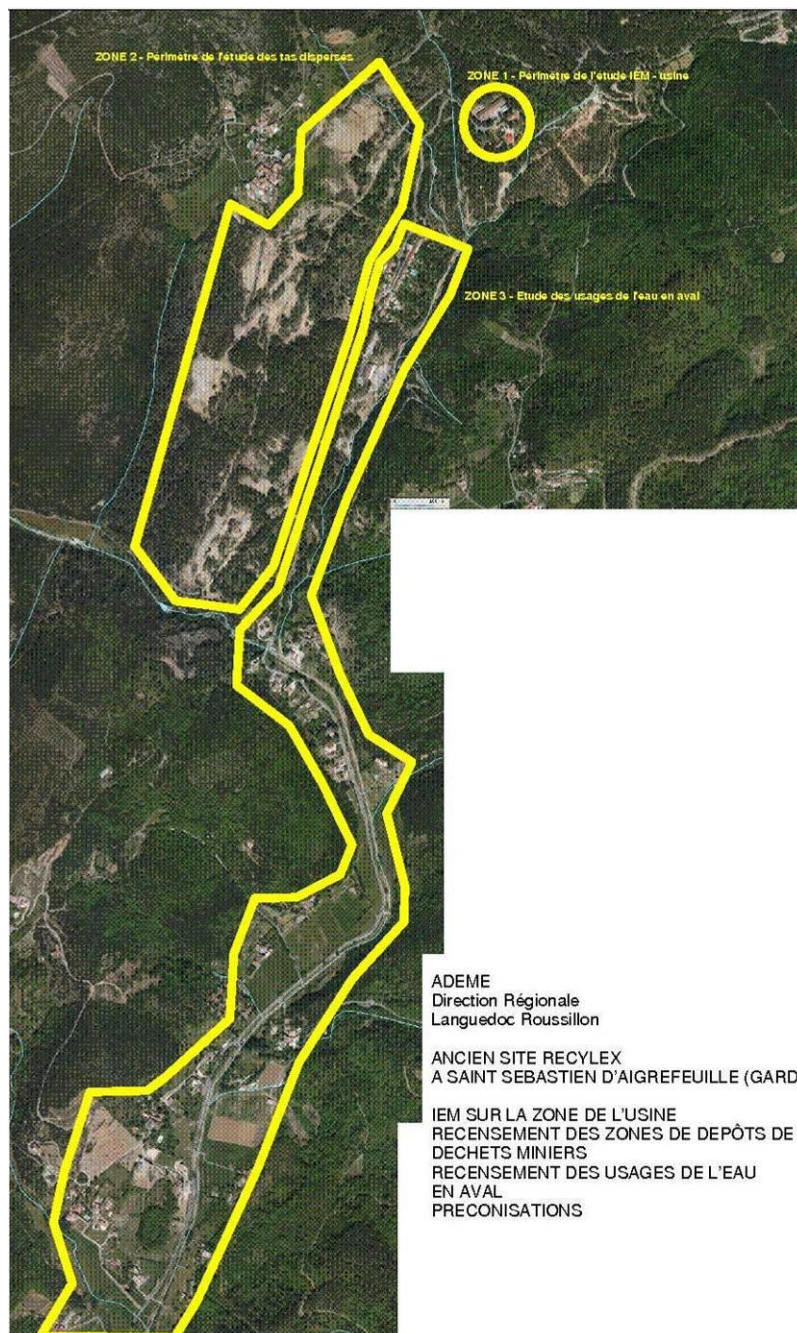 ZONE 2 - Périmètre de l'étude des tas dispersés
ZONE 1 - Périmètre de l'étude IEM - usine
ZONE 3 - Etude des usages de l'eau en aval
ADEME
Direction Régionale
Languedoc Roussillon
ANCIEN SITE RECYLEX
A SAINT SEBASTIEN D'AIGREFEUILLE (GARD
IEM SUR LA ZONE DE L'USINE
RECENSEMENT DES ZONES DE DEPÔTS DE
DECHETS MINIERS
RECENSEMENT DES USAGES DE L'EAU
EN AVAL
PRECONISATIONS